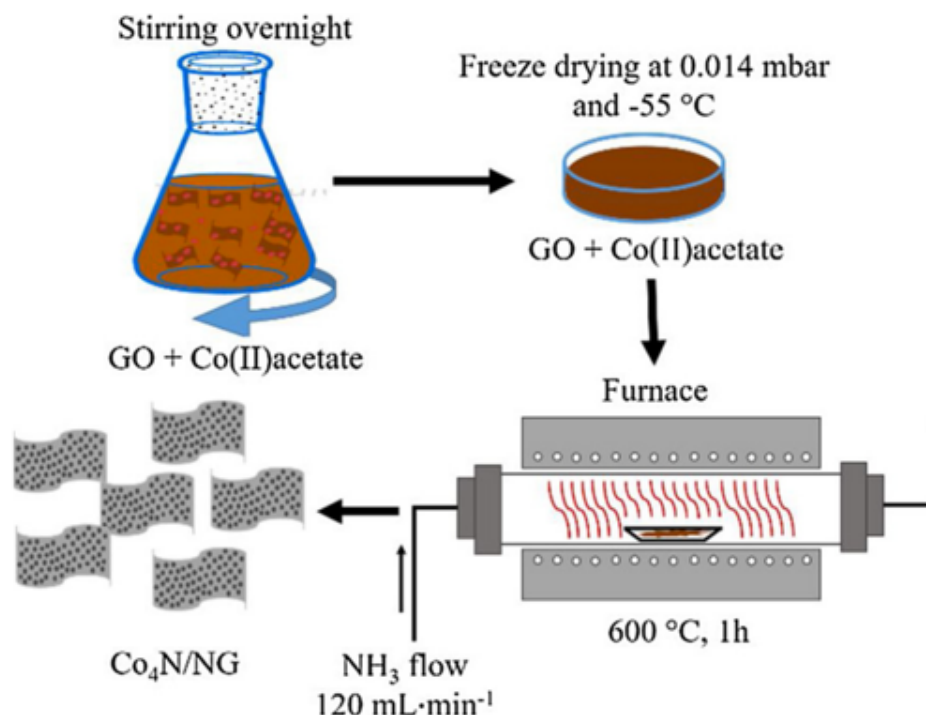 Stirring overnight
Freeze drying at 0.014 mbar
and -55 °C
GO + Co(II)acetate
GO + Co(II)acetate
Furnace
600 °C, 1h
Co₄N/NG
NH₃ flow
120 mL·min⁻¹